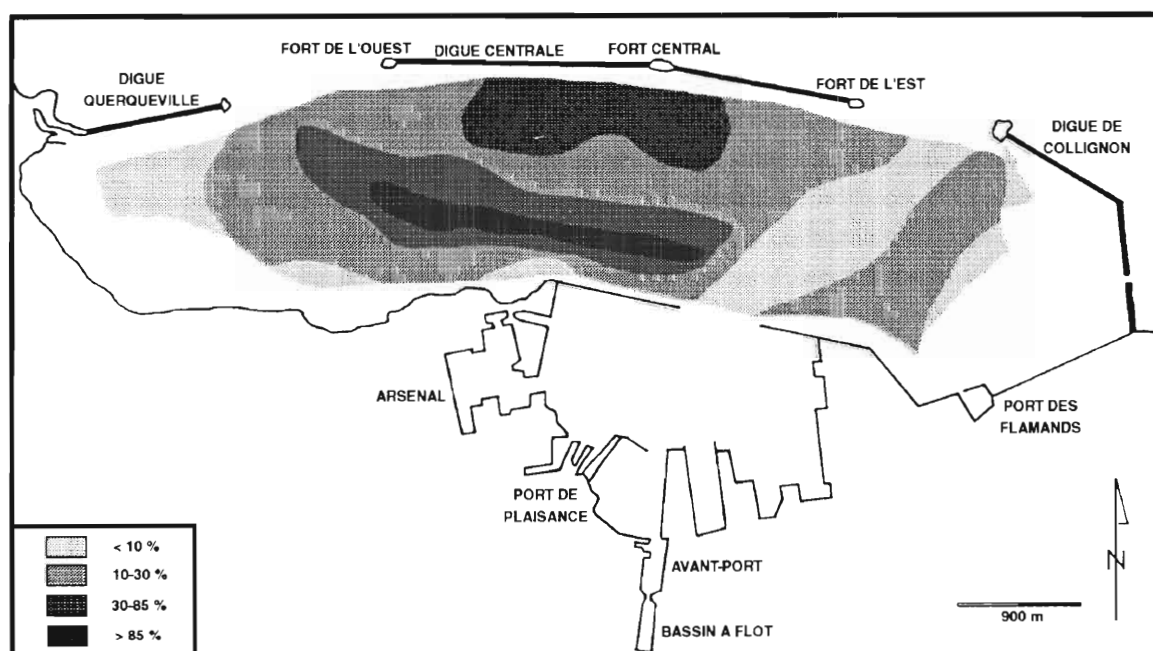 FORT DE L'OUEST
DIGUE CENTRALE
FORT CENTRAL
DIGUE
QUERQUEVILLE
FORT DE L'EST
DIGUE DE
COLLIGNON
ARSENAL
PORT DES
FLAMANDS
PORT DE
PLAISANCE
AVANT-PORT
BASSIN A FLOT
< 10 %
10-30 %
30-85 %
> 85 %
N
900 m